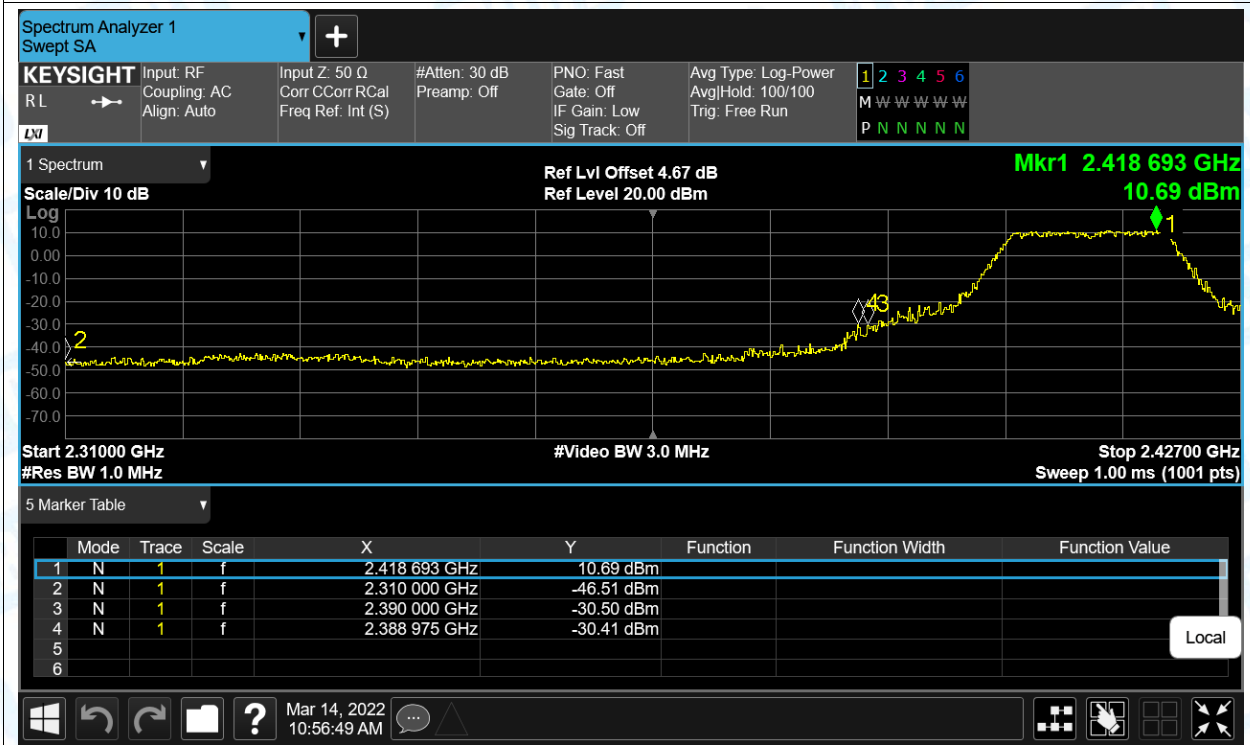 Spectrum Analyzer 1
Swept SA
KEYSIGHT
R L
LXI
Input: RF
Coupling: AC
Align: Auto
Input Z: 50 Ω
Corr CCorr RCal
Freq Ref: Int (S)
#Atten: 30 dB
Preamp: Off
PNO: Fast
Gate: Off
IF Gain: Low
Sig Track: Off
Avg Type: Log-Power
Avg|Hold: 100/100
Trig: Free Run
1 2 3 4 5 6
M W W W W W
P N N N N N
1 Spectrum
Scale/Div 10 dB
Ref Lvl Offset 4.67 dB
Ref Level 20.00 dBm
Mkr1 2.418 693 GHz
10.69 dBm
Log
10.0
0.00
-10.0
-20.0
-30.0
-40.0
-50.0
-60.0
-70.0
1
2
43
Start 2.31000 GHz
#Video BW 3.0 MHz
Stop 2.42700 GHz
#Res BW 1.0 MHz
Sweep 1.00 ms (1001 pts)
5 Marker Table
Mode Trace Scale X Y Function Function Width Function Value
1 N 1 f 2.418 693 GHz 10.69 dBm
2 N 1 f 2.310 000 GHz -46.51 dBm
3 N 1 f 2.390 000 GHz -30.50 dBm
4 N 1 f 2.388 975 GHz -30.41 dBm
5
6
Local
?
Mar 14, 2022
10:56:49 AM